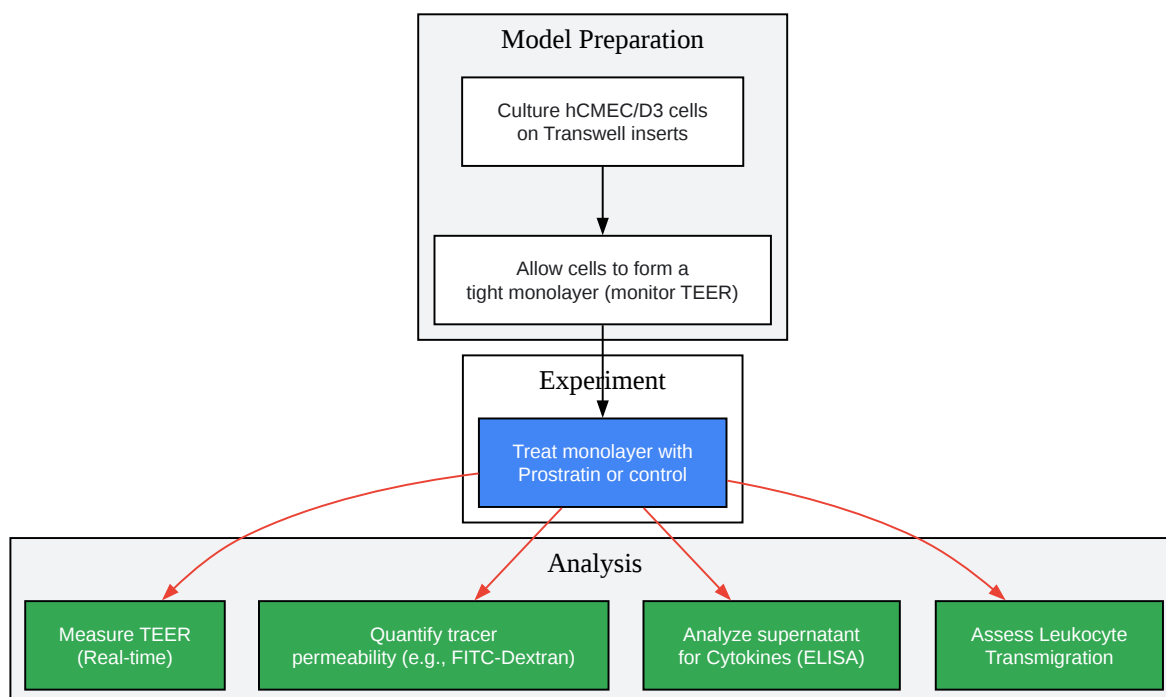 Model Preparation
Culture hCMEC/D3 cells
on Transwell inserts
Allow cells to form a
tight monolayer (monitor TEER)
Experiment
Treat monolayer with
Prostratin or control
Analysis
Measure TEER
(Real-time)
Quantify tracer
permeability (e.g., FITC-Dextran)
Analyze supernatant
for Cytokines (ELISA)
Assess Leukocyte
Transmigration